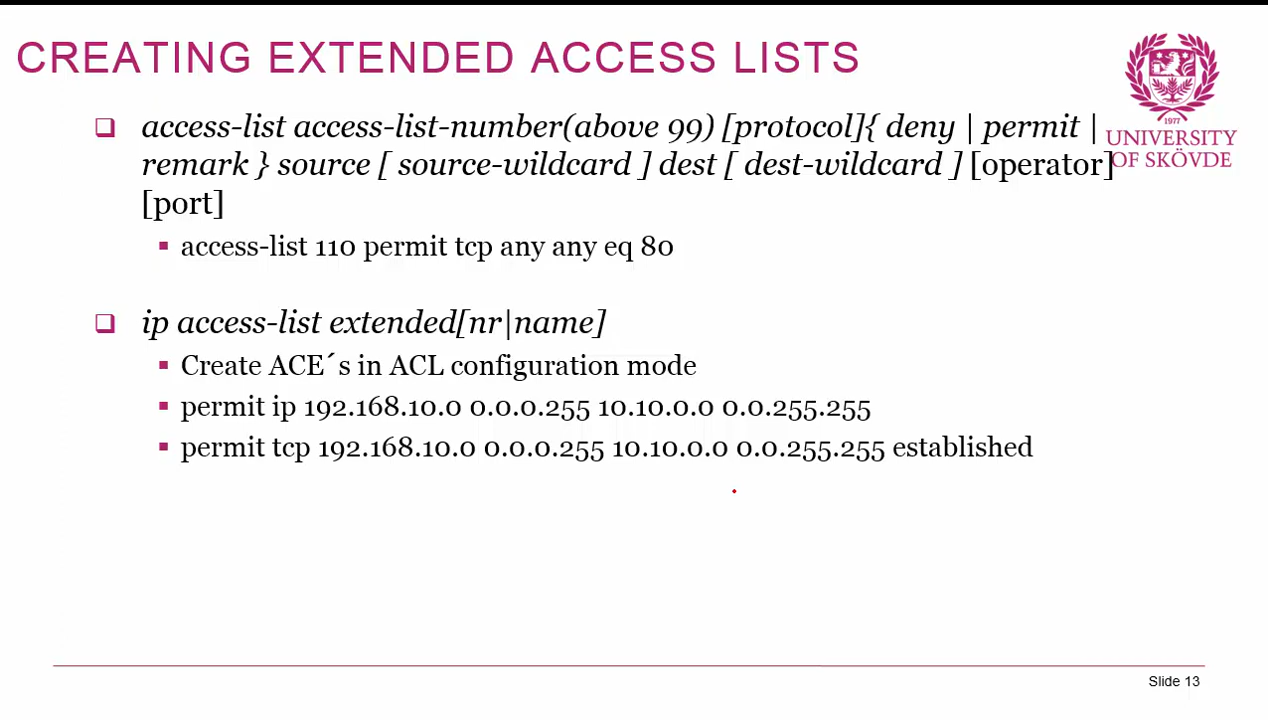 CREATING EXTENDED ACCESS LISTS
1977
UNIVERSITY
OF SKÖVDE
access-list access-list-number(above 99) [protocol]{ deny | permit |
remark } source [ source-wildcard ] dest [ dest-wildcard ] [operator]
[port]
access-list 110 permit tcp any any eq 80
ip access-list extended[nr|name]
Create ACE´s in ACL configuration mode
permit ip 192.168.10.0 0.0.0.255 10.10.0.0 0.0.255.255
permit tcp 192.168.10.0 0.0.0.255 10.10.0.0 0.0.255.255 established
Slide 13